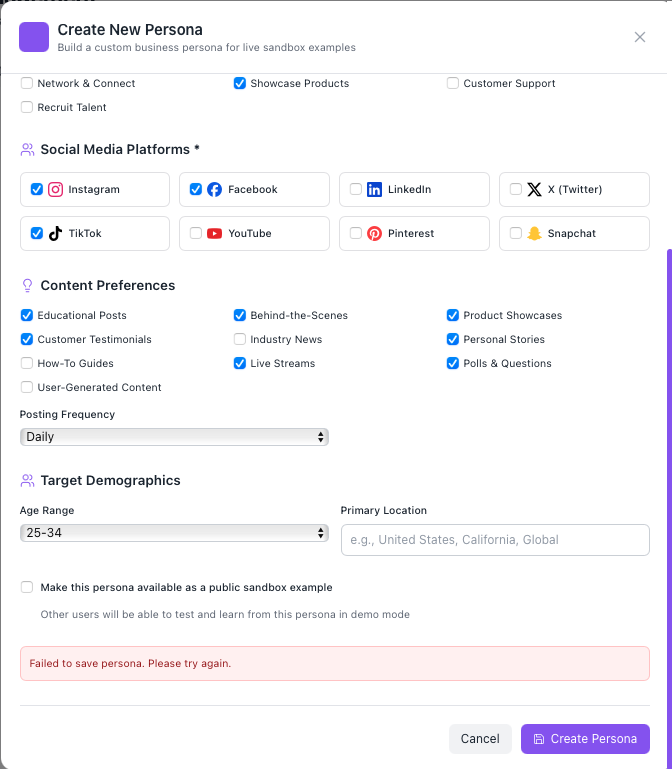 Create New Persona
Build a custom business persona for live sandbox examples
Network & Connect
Showcase Products
Customer Support
Recruit Talent
Social Media Platforms *
Instagram
Facebook
LinkedIn
X (Twitter)
TikTok
YouTube
Pinterest
Snapchat
Content Preferences
Educational Posts
Behind-the-Scenes
Product Showcases
Customer Testimonials
Industry News
Personal Stories
How-To Guides
Live Streams
Polls & Questions
User-Generated Content
Posting Frequency
Daily
Target Demographics
Age Range
Primary Location
25-34
e.g., United States, California, Global
Make this persona available as a public sandbox example
Other users will be able to test and learn from this persona in demo mode
Failed to save persona. Please try again.
Cancel
Create Persona